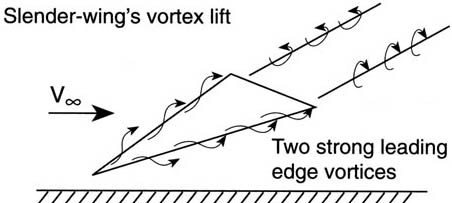 Slender-wing's vortex lift
V∞
Two strong leading
edge vortices